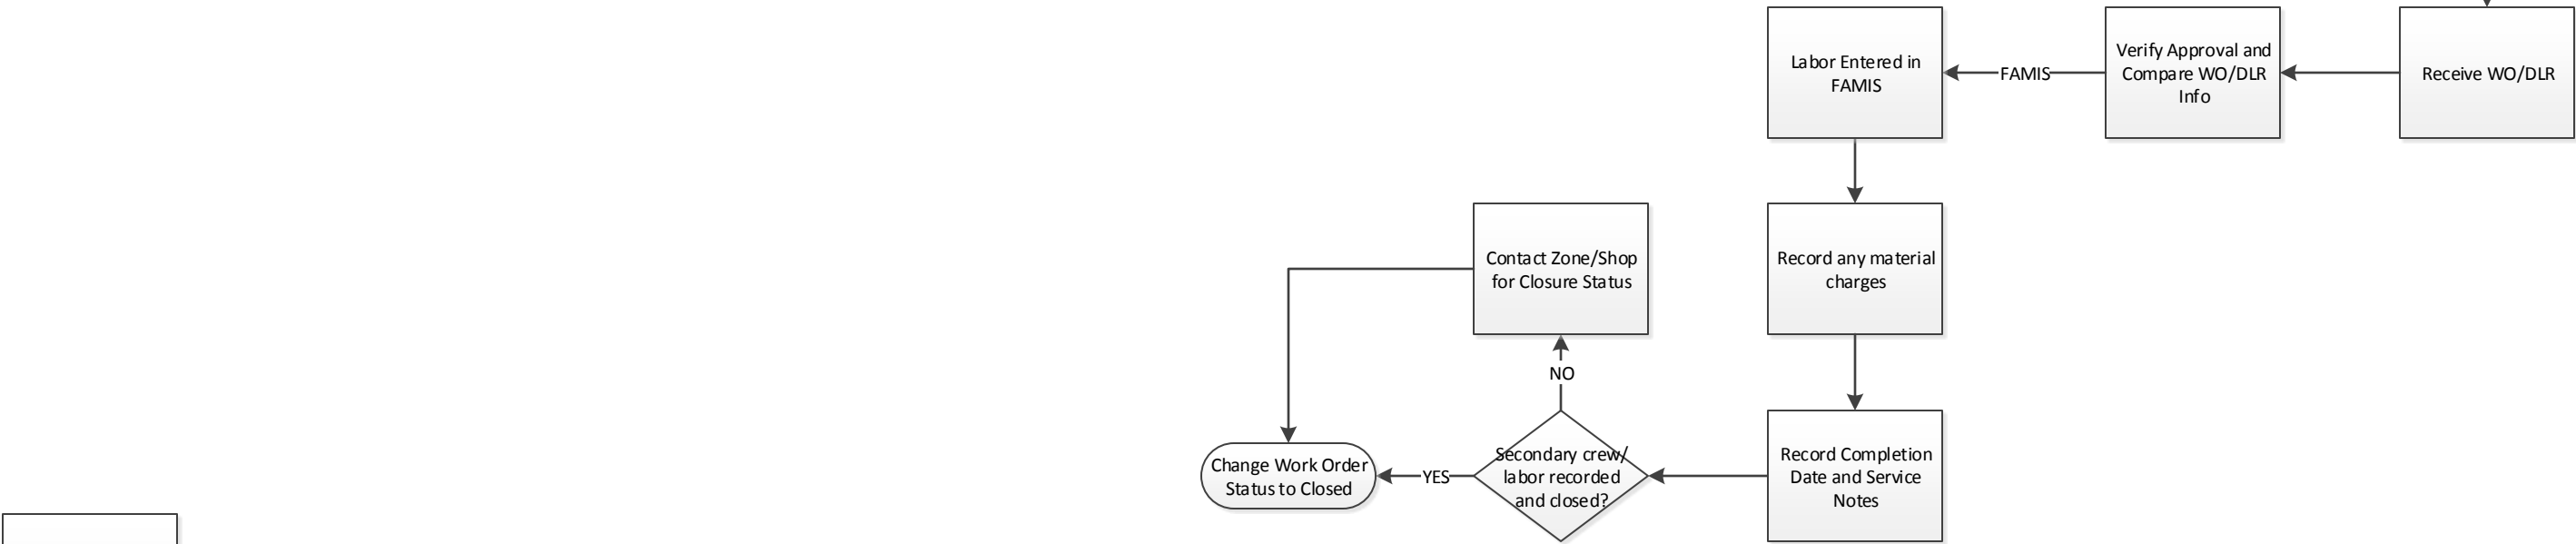 Labor Entered in
FAMIS
FAMIS
Verify Approval and
Compare WO/DLR
Info
Receive WO/DLR
Contact Zone/Shop
for Closure Status
Record any material
charges
NO
Change Work Order
Status to Closed
YES
Secondary crew/
labor recorded
and closed?
Record Completion
Date and Service
Notes